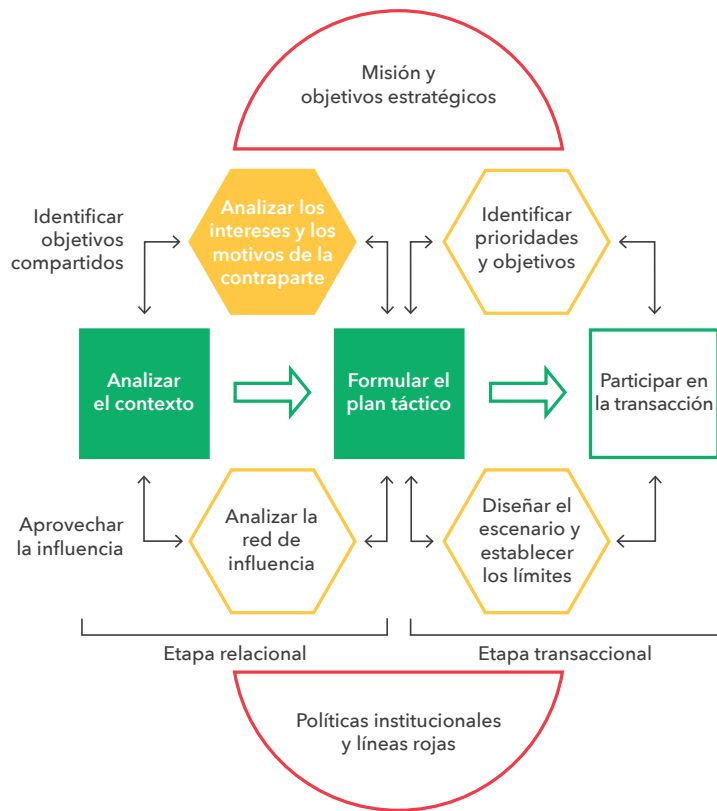 Misión y
objetivos estratégicos
Identificar
objetivos
compartidos
Analizar los
intereses y los
motivos de la
contraparte
Identificar
prioridades
y objetivos
Analizar
el contexto
Formular el
plan táctico
Participar en
la transacción
Aprovechar
la influencia
Analizar la
red de
influencia
Diseñar el
escenario y
establecer
los límites
Etapa relacional
Etapa transaccional
Políticas institucionales
y líneas rojas